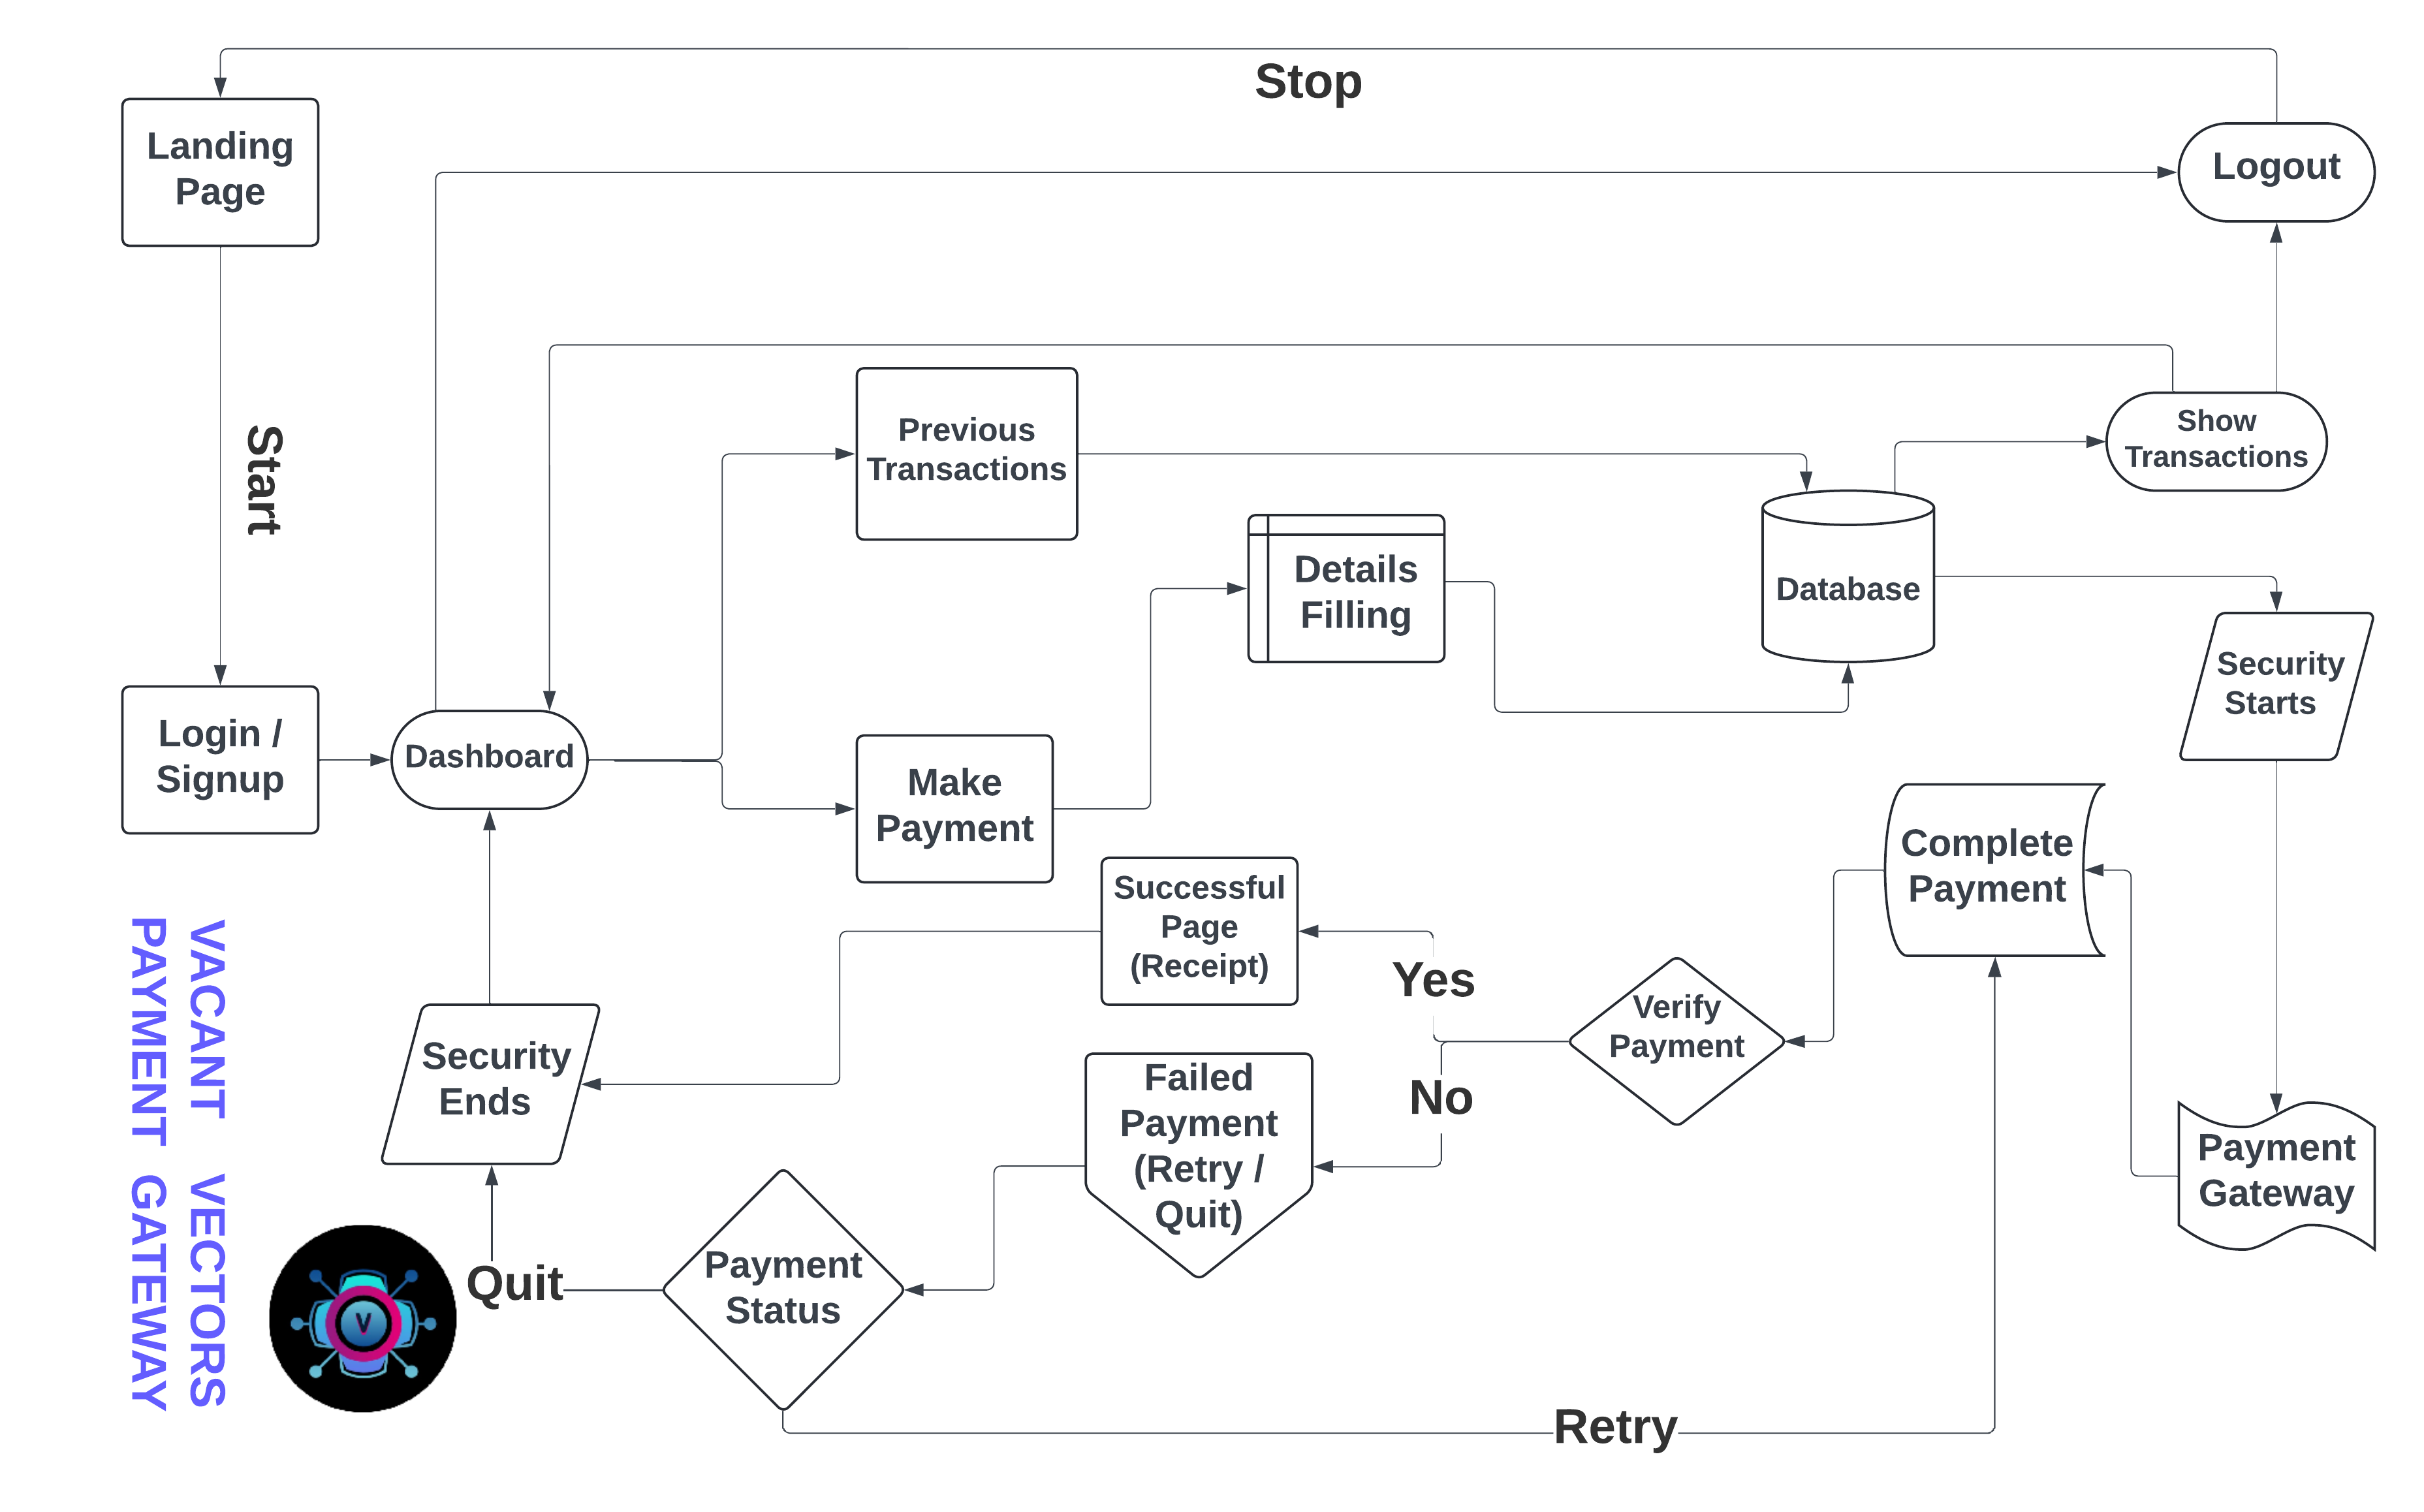 Stop
Landing
Page
Logout
Start
Previous
Transactions
Show
Transactions
Details
Filling
Database
Security
Starts
Login /
Signup
Dashboard
Make
Payment
Complete
Payment
Successful
Page
(Receipt)
Yes
Verify
Payment
No
Failed
Payment
(Retry /
Quit)
Security
Ends
Payment
Gateway
Payment
Status
Quit
Retry
VACANT VECTORS
PAYMENT GATEWAY
V